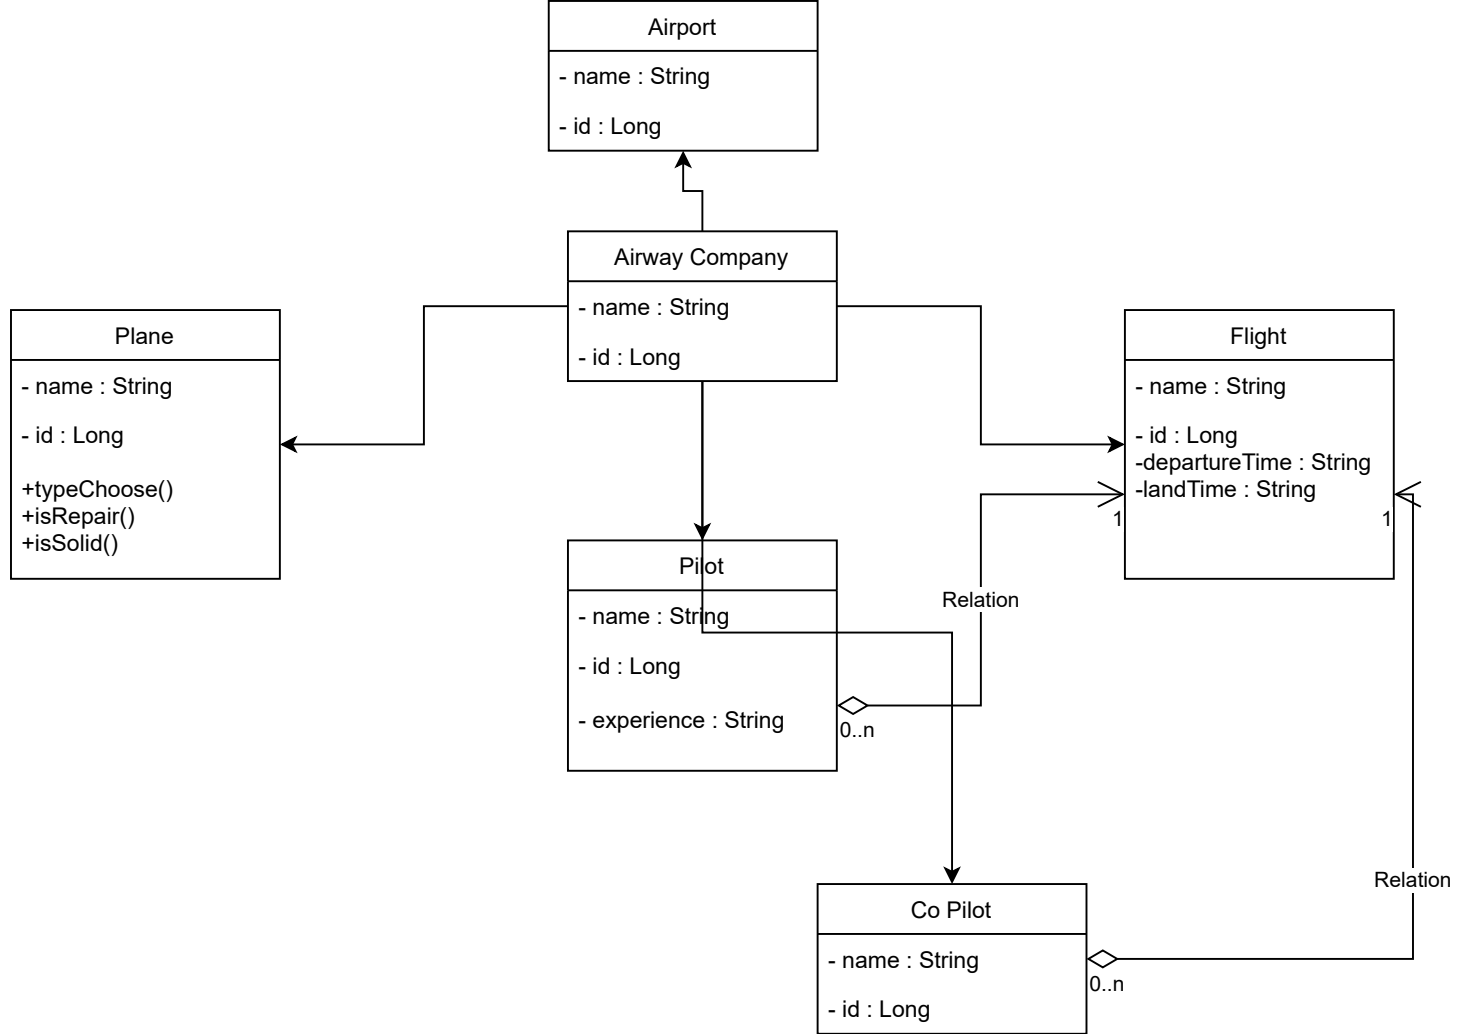 Airport
- name : String
- id : Long
Airway Company
- name : String
- id : Long
Plane
- name : String
- id : Long
+typeChoose()
+isRepair()
+isSolid()
Flight
- name : String
- id : Long
-departureTime : String
-landTime : String
1
1
Pilot
- name : String
- id : Long
- experience : String
0..n
Relation
Relation
Co Pilot
- name : String
- id : Long
0..n